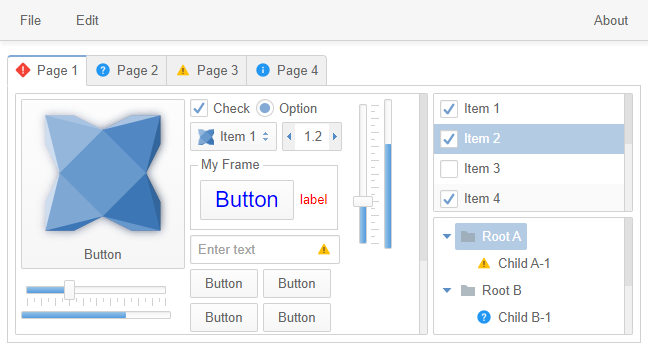 File Edit About
Page 1 Page 2 Page 3 Page 4
Button
Check Option
Item 1 1.2
My Frame
Button label
Enter text
Button Button
Button Button
Item 1
Item 2
Item 3
Item 4
Root A
Child A-1
Root B
Child B-1